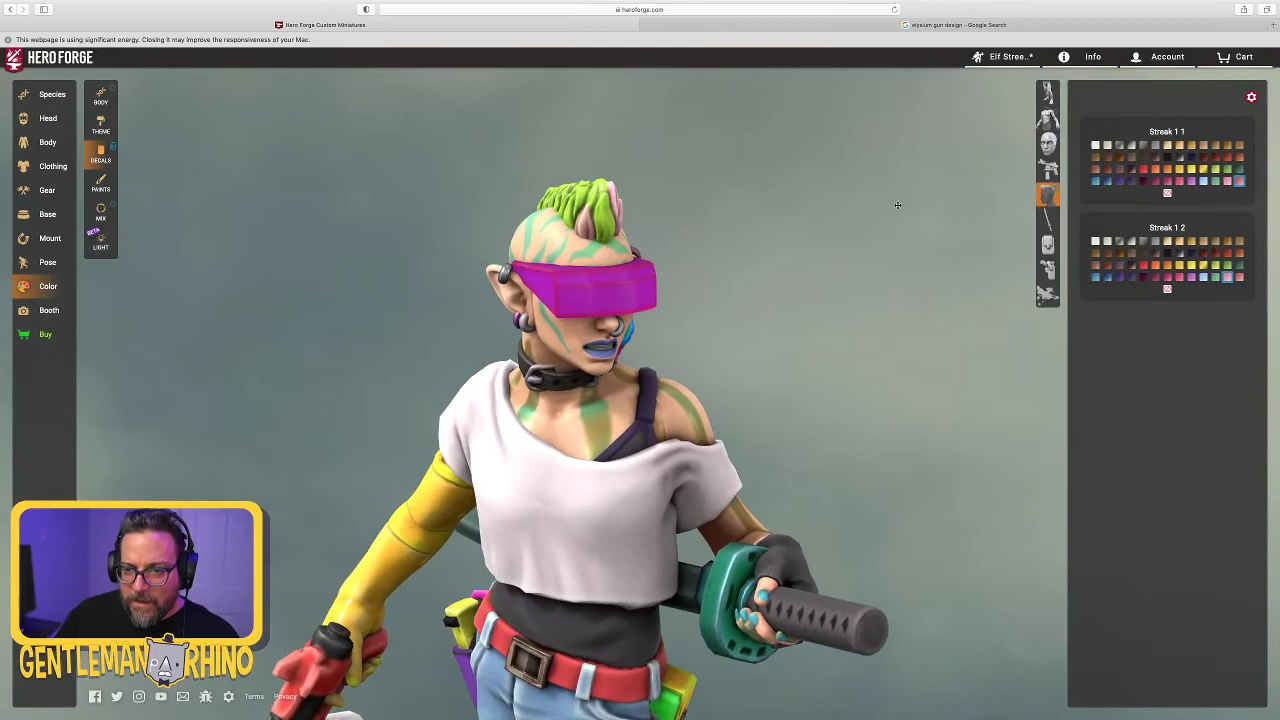 heroforge.com
Hero Forge Custom Miniatures
elysium gun design - Google Search
This webpage is using significant energy. Closing it may improve the responsiveness of your Mac.
HERO FORGE
Elf Stree..*
Info
Account
Cart
Species
Head
Body
Clothing
Gear
Base
Mount
Pose
Color
Booth
Buy
BODY
THEME
DECALS
PAINTS
MIX
BETA
LIGHT
Streak 1 1
Streak 1 2
GENTLEMAN RHINO
Terms
Privacy